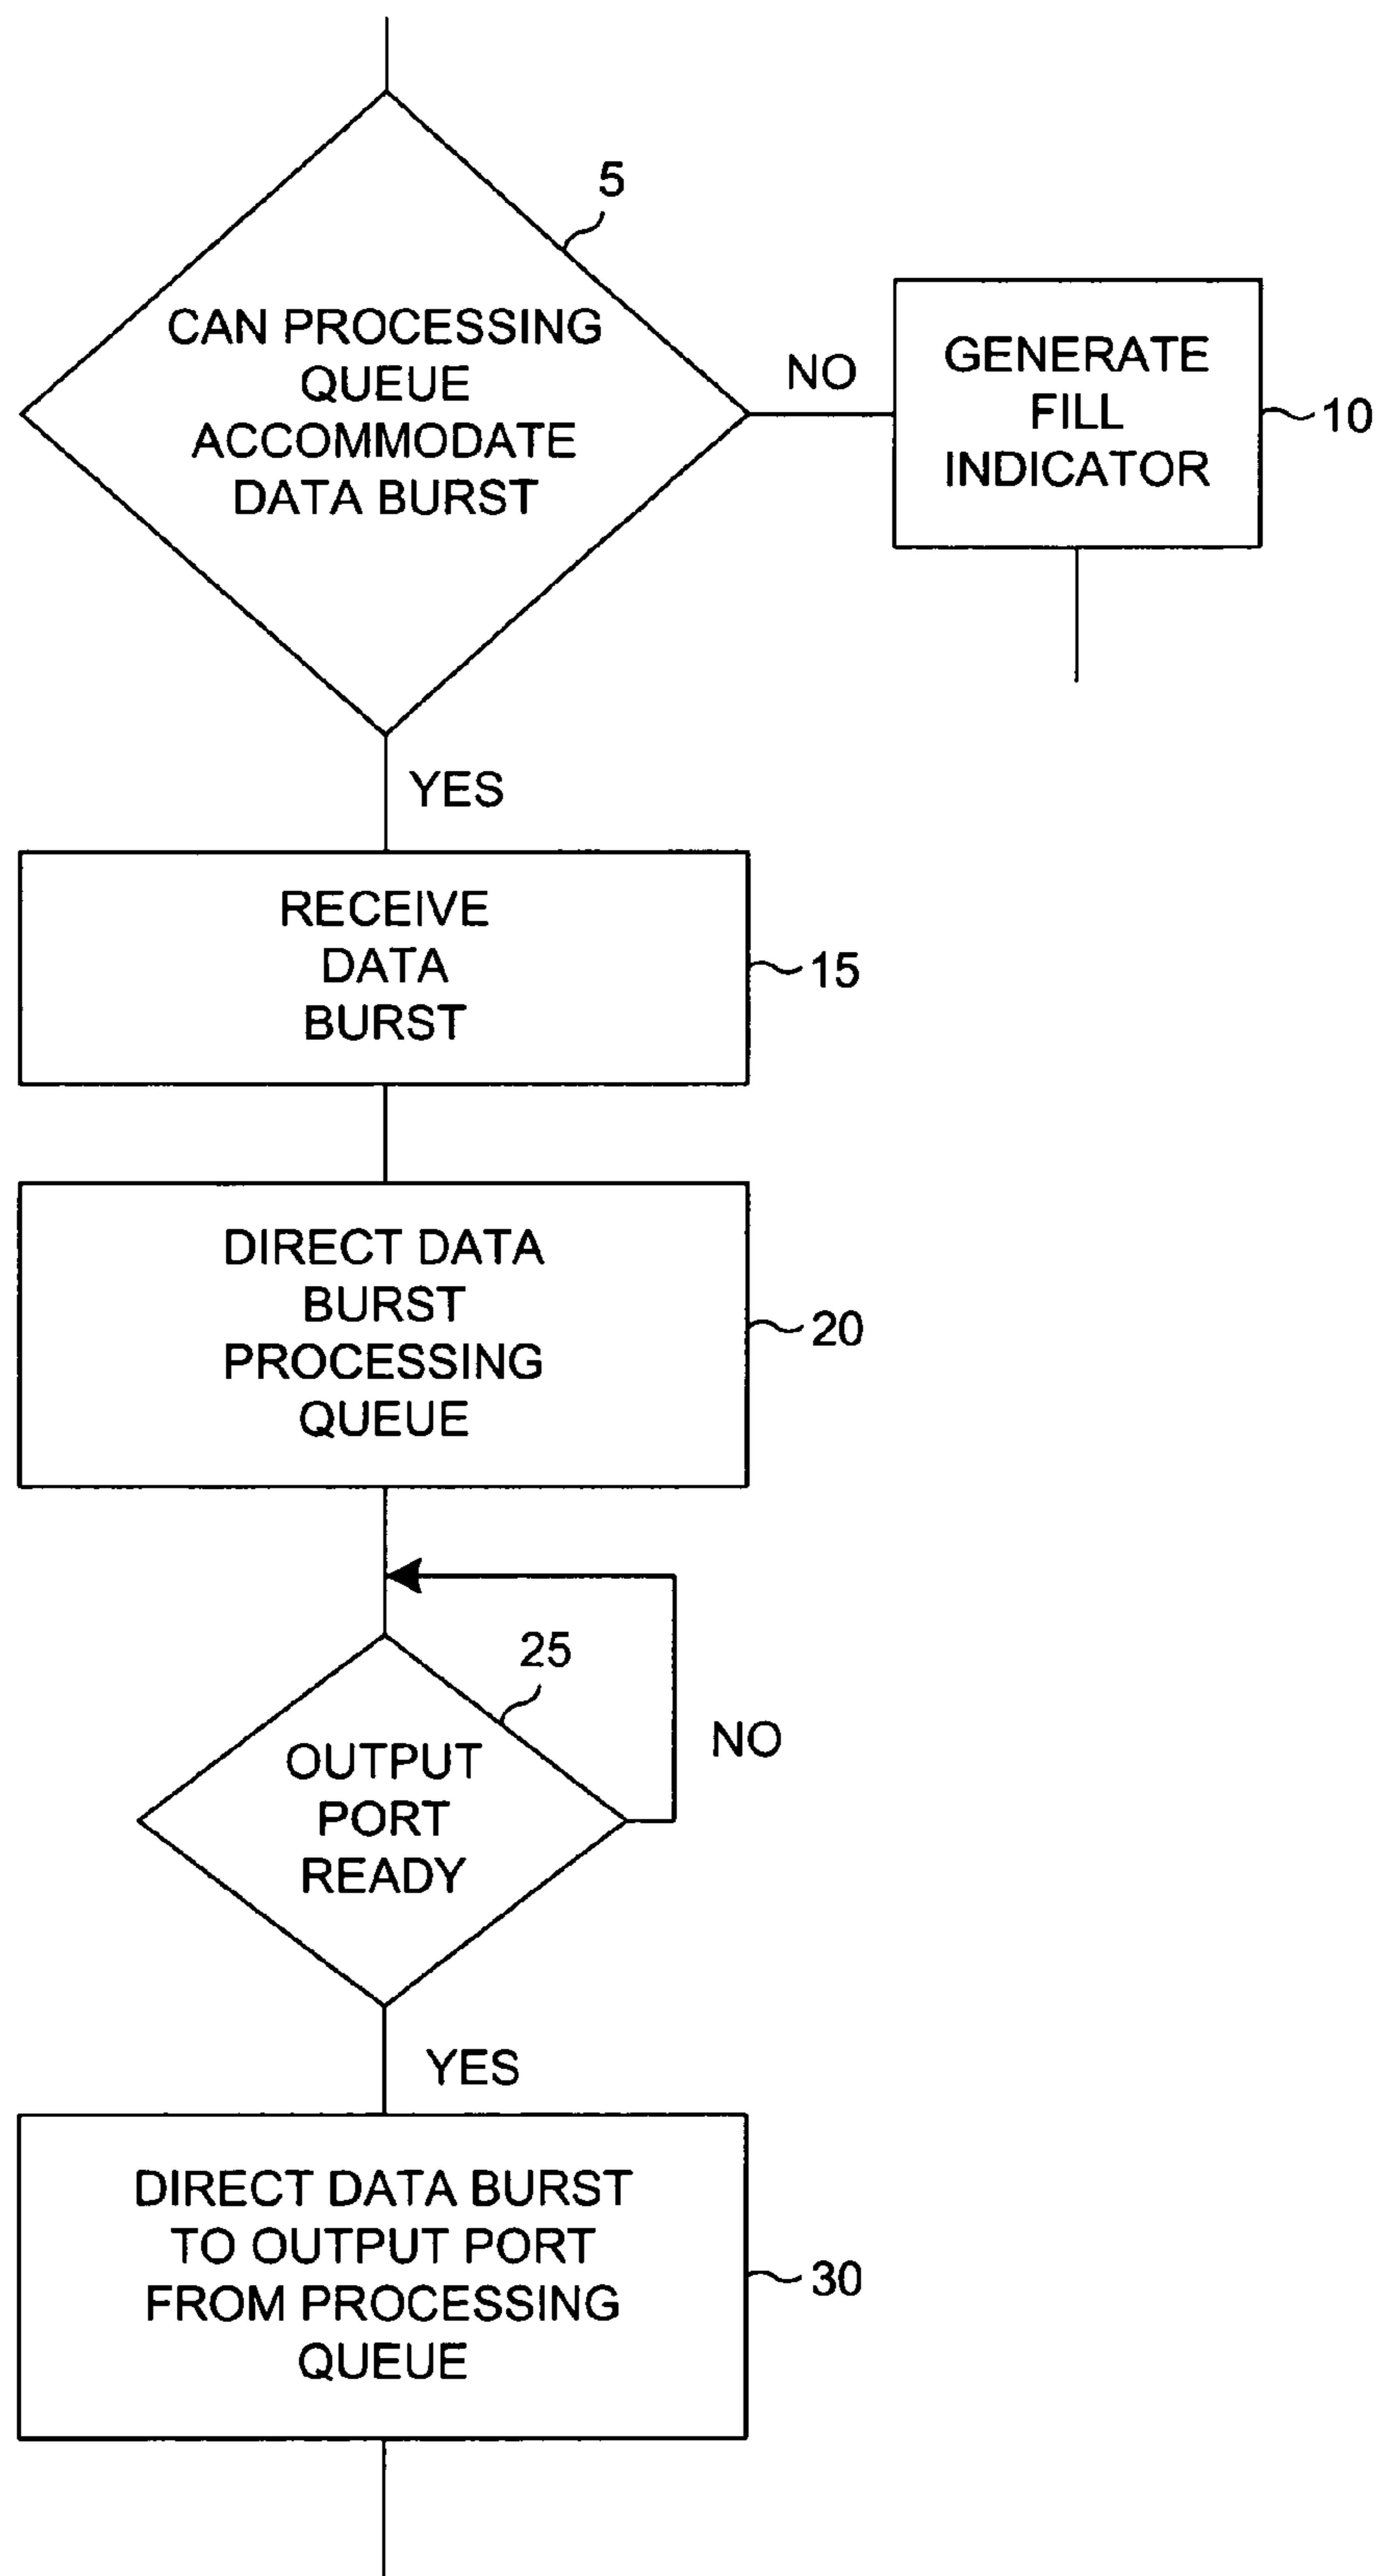 5
CAN PROCESSING
QUEUE
ACCOMMODATE
DATA BURST
NO
GENERATE
FILL
INDICATOR
10
YES
RECEIVE
DATA
BURST
15
DIRECT DATA
BURST
PROCESSING
QUEUE
20
25
OUTPUT
PORT
READY
NO
YES
DIRECT DATA BURST
TO OUTPUT PORT
FROM PROCESSING
QUEUE
30